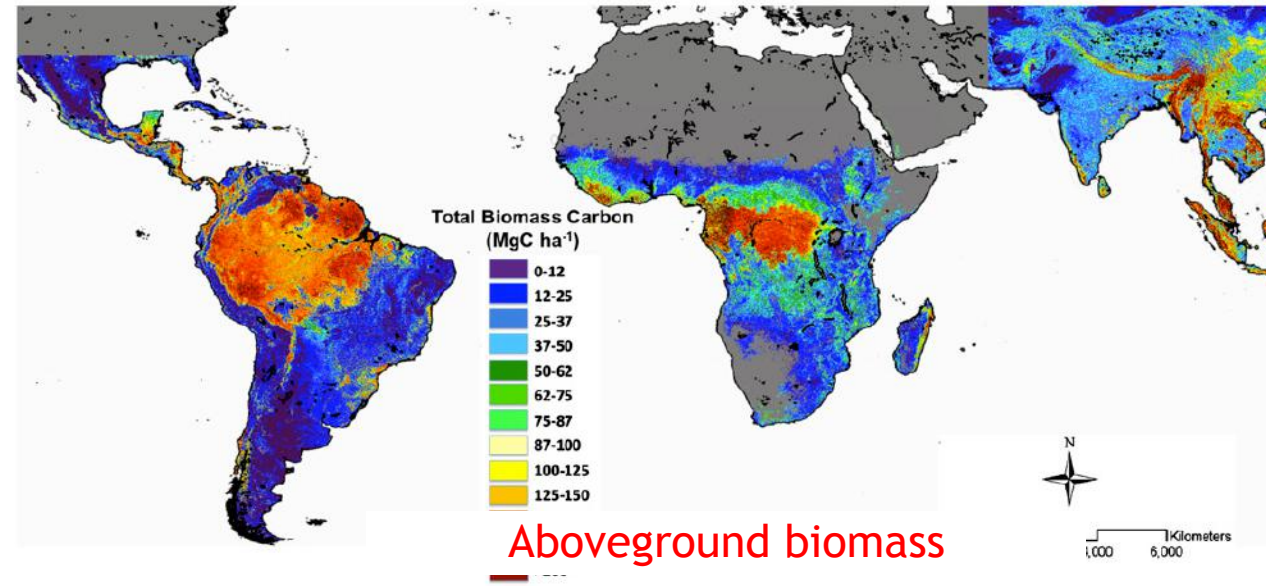 Total Biomass Carbon
(MgC ha⁻¹)
0-12
12-25
25-37
37-50
50-62
62-75
75-87
87-100
100-125
125-150
Aboveground biomass
N
Kilometers
6,000